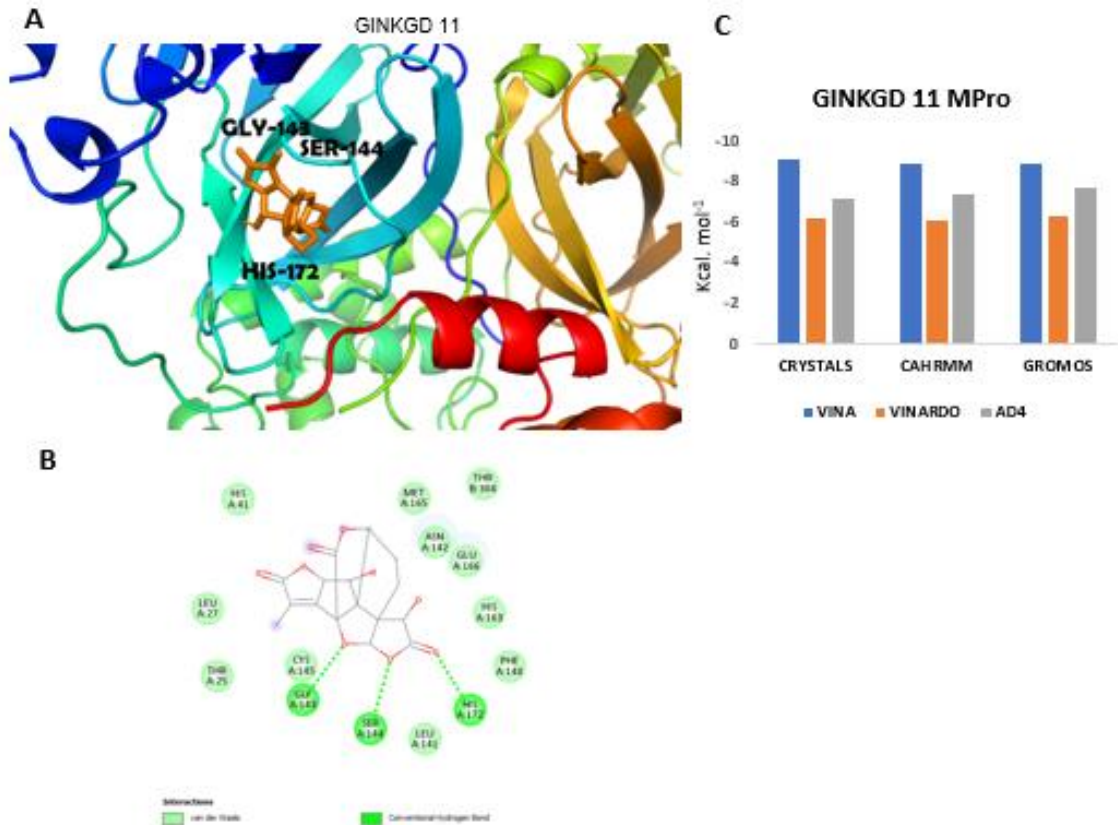 A
GINKGD 11
GLY-143
SER-144
HIS-172
C
GINKGD 11 MPro
Kcal. mol-1
-10
-8
-6
-4
-2
0
CRYSTALS
CAHRMM
GROMOS
VINA
VINARDO
AD4
B
HIS
A:41
MET
A:165
THR
ASN
A:142
GLU
A:166
LEU
A:27
HIS
A:163
THR
A:25
CYS
A:145
PHE
A:140
GLY
A:143
HIS
A:172
SER
A:144
LEU
A:141
Interactions
van der Waals
Conventional Hydrogen Bond